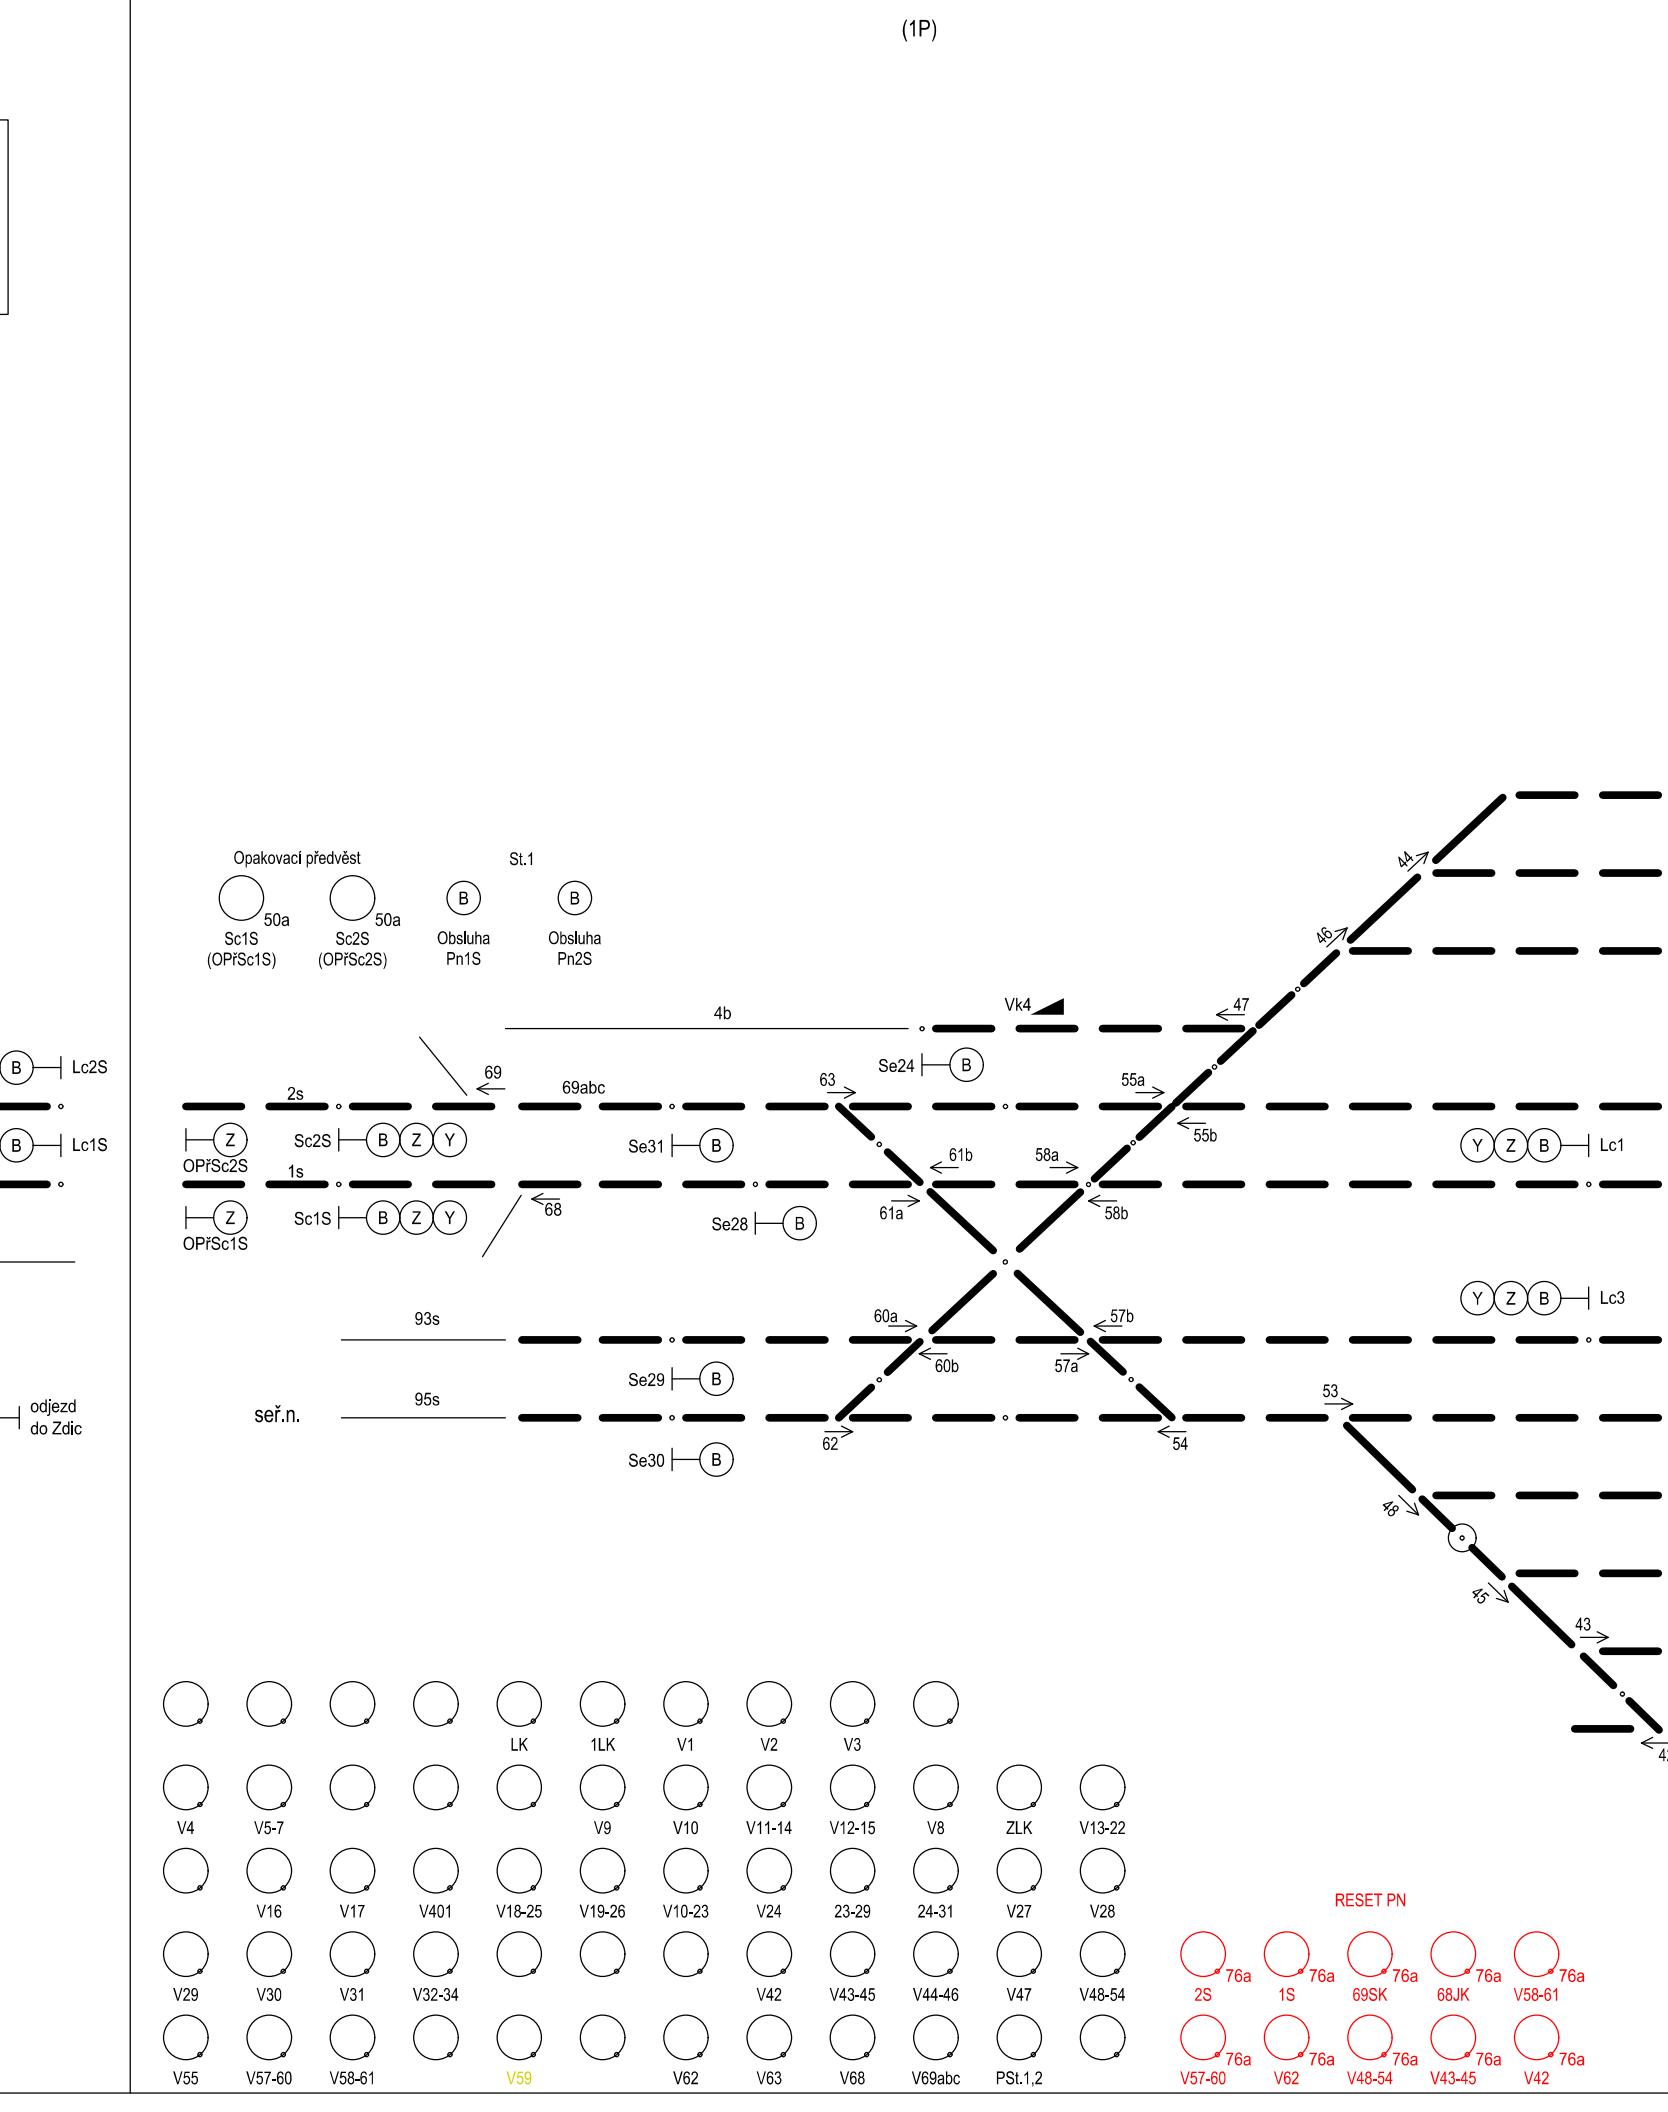 (1P)
Opakovací předvěst
St.1
50a
50a
B
B
Sc1S
(OPřSc1S)
Sc2S
(OPřSc2S)
Obsluha
Pn1S
Obsluha
Pn2S
44
46
4b
Vk4
47
B Lc2S
Se24 B
69
69abc
63
55a
2s
55b
B Lc1S
Z
OPřSc2S
Sc2S B Z Y
Se31 B
Y Z B Lc1
61b
58a
1s
68
61a
58b
Z
OPřSc1S
Sc1S B Z Y
Se28 B
Y Z B Lc3
93s
60a
57b
60b
57a
Se29 B
odjezd
do Zdic
seř.n.
95s
53
62
54
Se30 B
48
45
43
LK 1LK V1 V2 V3
V4 V5-7 V9 V10 V11-14 V12-15 V8 ZLK V13-22
V16 V17 V401 V18-25 V19-26 V10-23 V24 23-29 24-31 V27 V28
RESET PN
76a 76a 76a 76a 76a
V29 V30 V31 V32-34 V42 V43-45 V44-46 V47 V48-54 2S 1S 69SK 68JK V58-61
76a 76a 76a 76a 76a
V55 V57-60 V58-61 V59 V62 V63 V68 V69abc PSt.1,2 V57-60 V62 V48-54 V43-45 V42